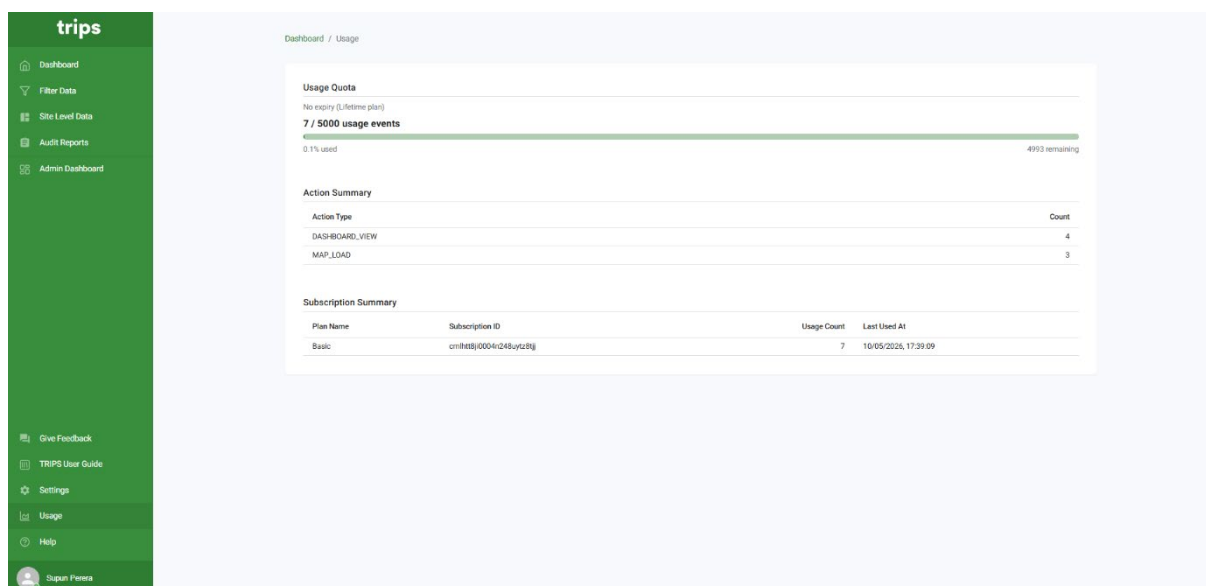 trips
Dashboard
Filter Data
Site Level Data
Audit Reports
Admin Dashboard
Give Feedback
TRIPS User Guide
Settings
Usage
Help
Supun Perera
Dashboard / Usage
Usage Quota
No expiry (Lifetime plan)
7 / 5000 usage events
0.1% used 4993 remaining
Action Summary
Action Type Count
DASHBOARD_VIEW 4
MAP_LOAD 3
Subscription Summary
Plan Name Subscription ID Usage Count Last Used At
Basic 7 10/05/2026, 17:39:09